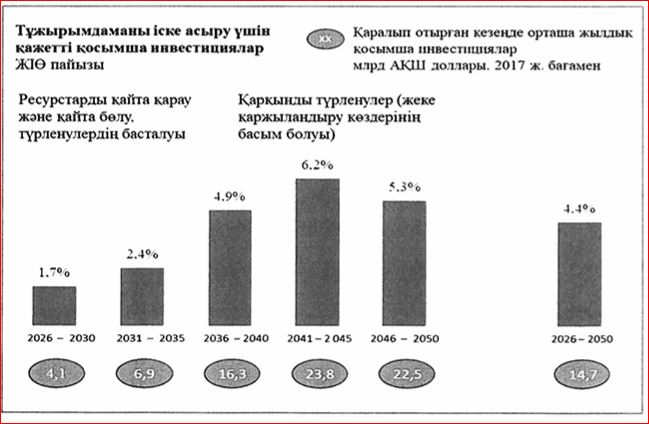 Тұжырымдаманы іске асыру үшін
қажетті қосымша инвестициялар
ЖІӨ пайызы
xx
Қаралып отырған кезеңде орташа жылдық
қосымша инвестициялар
млрд АҚШ доллары. 2017 ж. бағамен
Ресурстарды қайта қарау
және қайта бөлу.
түрленулердің басталуы
Қарқынды түрленулер (жеке
қаржыландыру көздерінің
басым болуы)
1.7%
2.4%
4.9%
6.2%
5.3%
4.4%
2026 – 2030
2031 – 2035
2036 – 2040
2041 – 2 045
2046 – 2050
2026– 2050
4,1
6,9
16,3
23,8
22,5
14,7